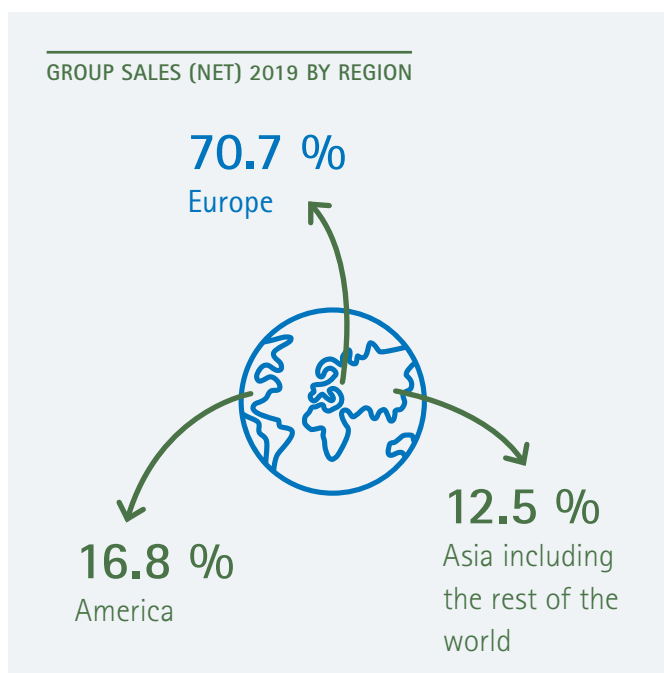 GROUP SALES (NET) 2019 BY REGION
70.7 %
Europe
16.8 %
America
12.5 %
Asia including
the rest of the
world